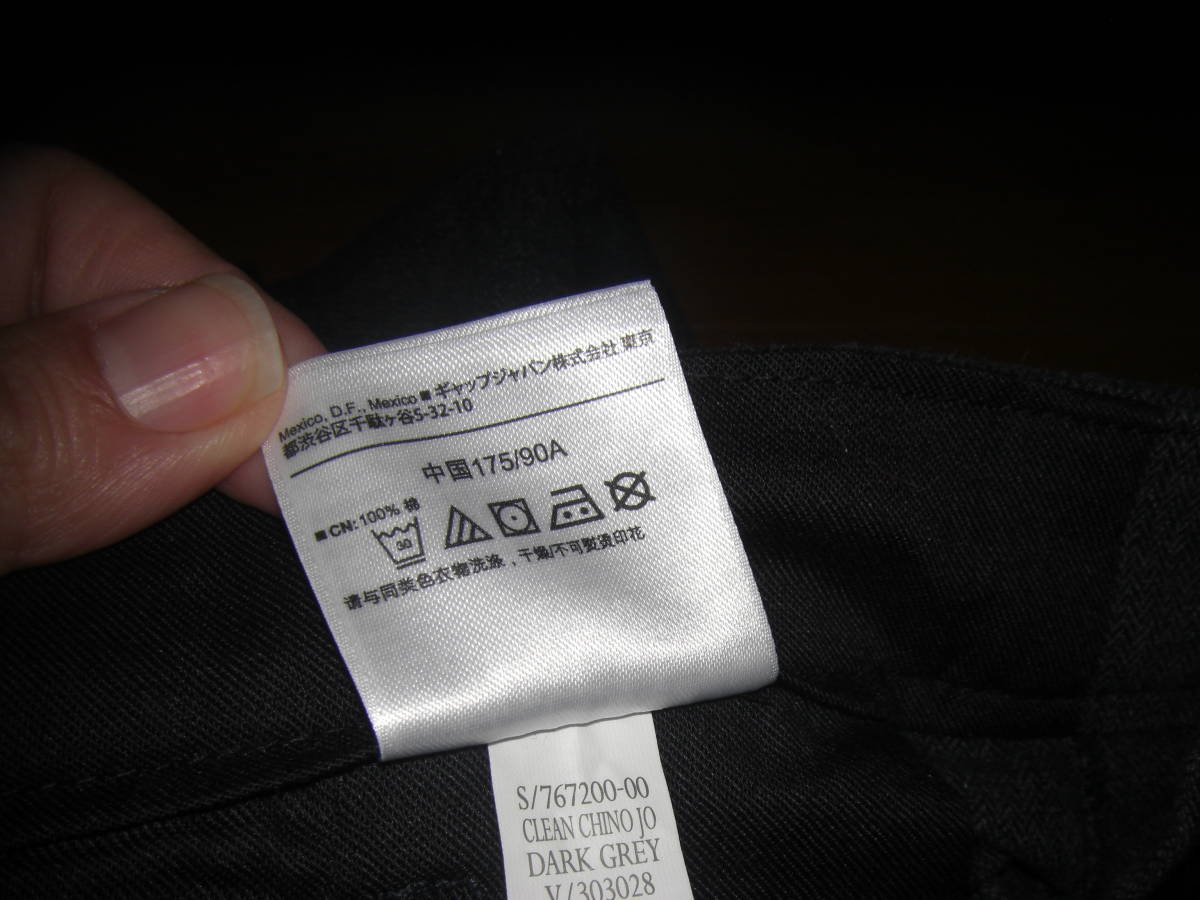 Mexico, D.F., Mexico ■ ギャップジャパン株式会社 東京
都渋谷区千駄ヶ谷5-32-10
中国175/90A
■ CN: 100% 棉
30
请与同类色衣物洗涤，干燥/不可熨烫印花
S/767200-00
CLEAN CHINO JO
DARK GREY
V/303028